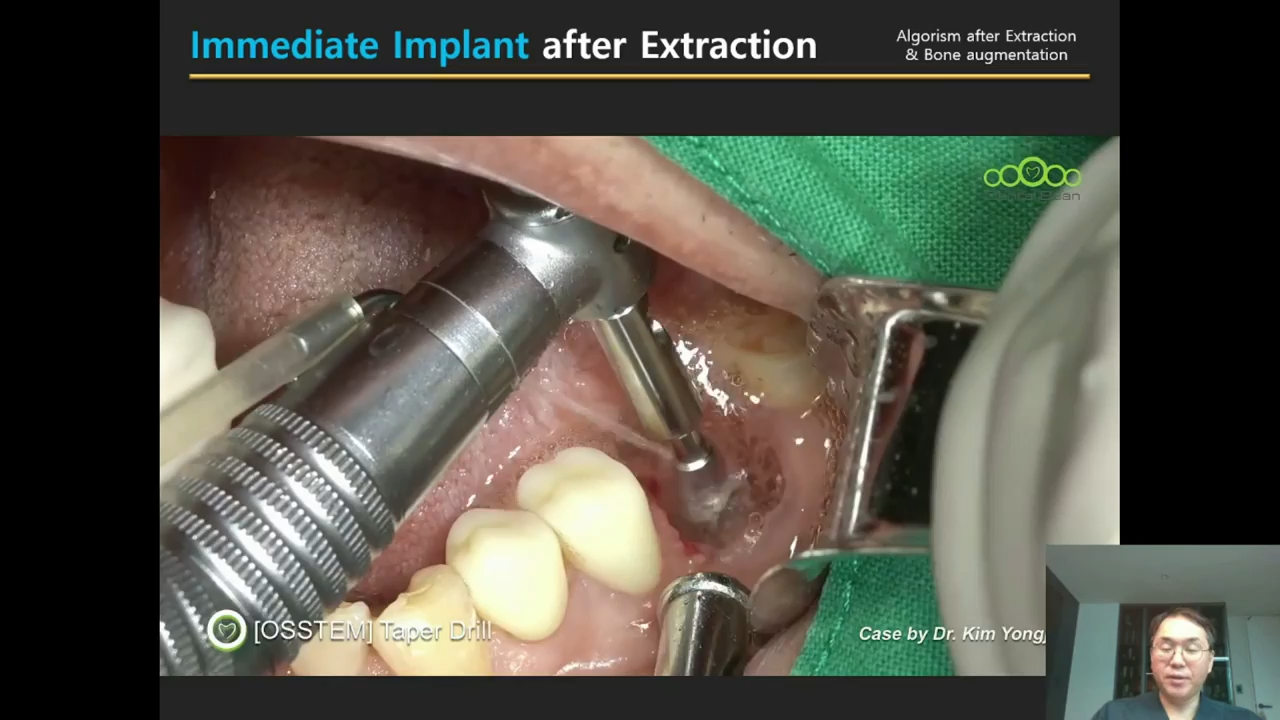 Immediate Implant after Extraction
Algorism after Extraction
& Bone augmentation
[OSSTEM] Taper Drill
Case by Dr. Kim Yong